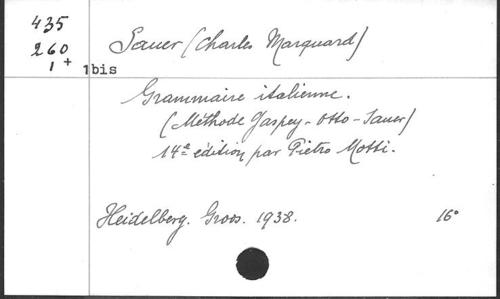 435
260
1 + 1bis
Sauer (Charles Marquard)
Grammaire italienne.
(Méthode Gaspey-Otto-Sauer)
14e édition par Pietro Motti.
Heidelberg. Groos. 1938. 16°